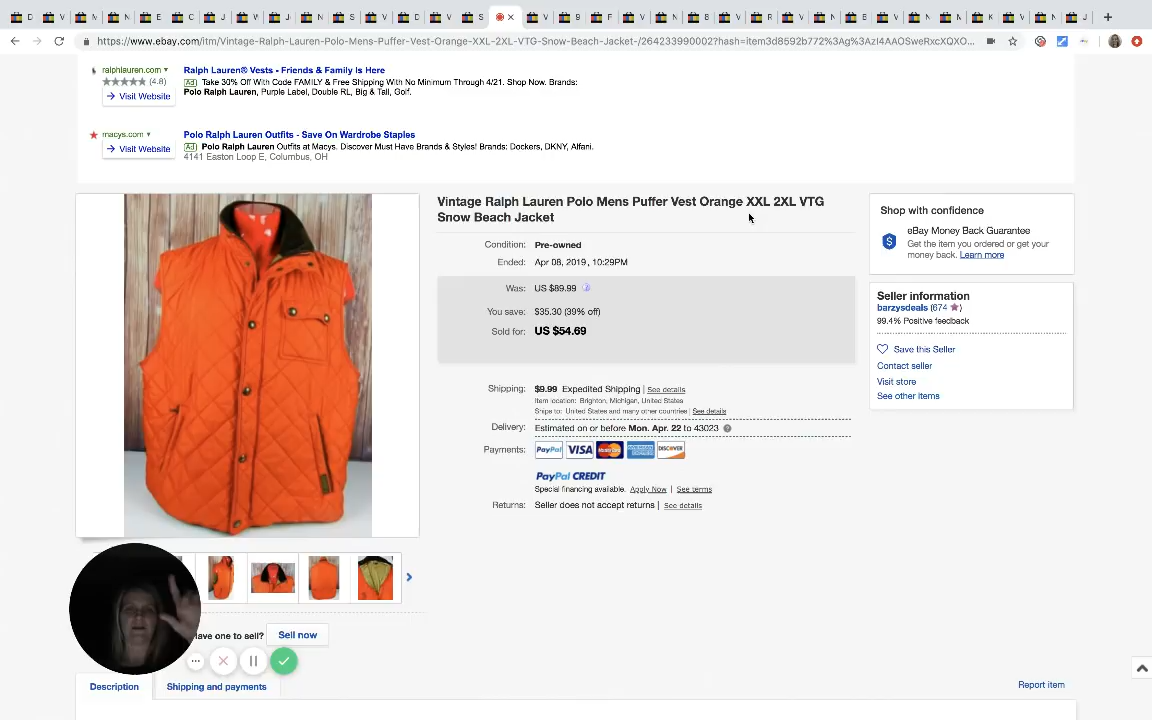 D
V
N
E
C
J
V
J
N
S
V
D
V
S
V
9
F
V
N
B
V
R
V
N
B
V
N
M
K
V
N
J
https://www.ebay.com/itm/Vintage-Ralph-Lauren-Polo-Mens-Puffer-Vest-Orange-XXL-2XL-VTG-Snow-Beach-Jacket-/264233990002?hash=item3d8592b772%3Ag%3AzI4AAOSweRxcXQXO...
ralphlauren.com
(4.8)
Visit Website
Ralph Lauren® Vests - Friends & Family Is Here
Ad Take 30% Off With Code FAMILY & Free Shipping With No Minimum Through 4/21. Shop Now. Brands:
Polo Ralph Lauren, Purple Label, Double RL, Big & Tall, Golf.
macys.com
Visit Website
Polo Ralph Lauren Outfits - Save On Wardrobe Staples
Ad Polo Ralph Lauren Outfits at Macys. Discover Must Have Brands & Styles! Brands: Dockers, DKNY, Alfani.
4141 Easton Loop E, Columbus, OH
Vintage Ralph Lauren Polo Mens Puffer Vest Orange XXL 2XL VTG
Snow Beach Jacket
Condition: Pre-owned
Ended: Apr 08, 2019 , 10:29PM
Was: US $89.99
You save: $35.30 (39% off)
Sold for: US $54.69
Shipping: $9.99 Expedited Shipping | See details
Item location: Brighton, Michigan, United States
Ships to: United States and many other countries | See details
Delivery: Estimated on or before Mon. Apr. 22 to 43023
Payments: PayPal VISA MasterCard AMERICAN EXPRESS DISCOVER
PayPal CREDIT
Special financing available. Apply Now | See terms
Returns: Seller does not accept returns | See details
Shop with confidence
eBay Money Back Guarantee
Get the item you ordered or get your
money back. Learn more
Seller information
barzysdeals (674)
99.4% Positive feedback
Save this Seller
Contact seller
Visit store
See other items
ave one to sell? Sell now
Description
Shipping and payments
Report item